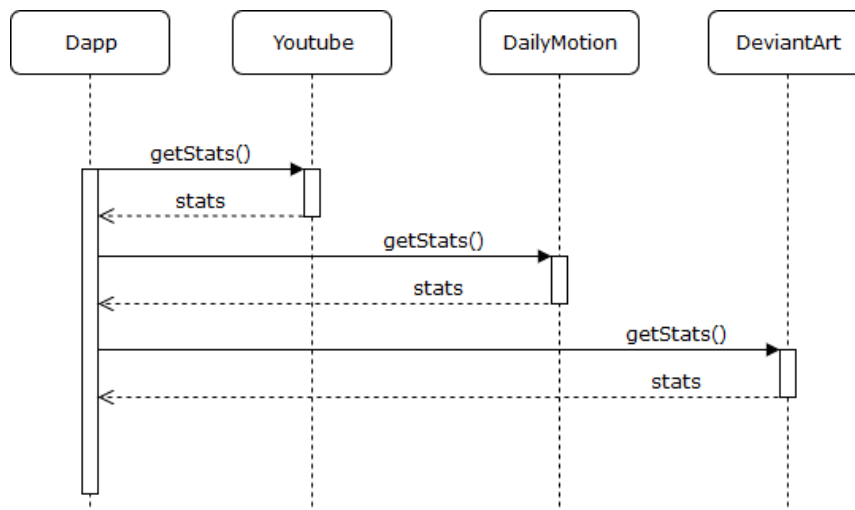 Dapp
Youtube
DailyMotion
DeviantArt
getStats()
stats
getStats()
stats
getStats()
stats